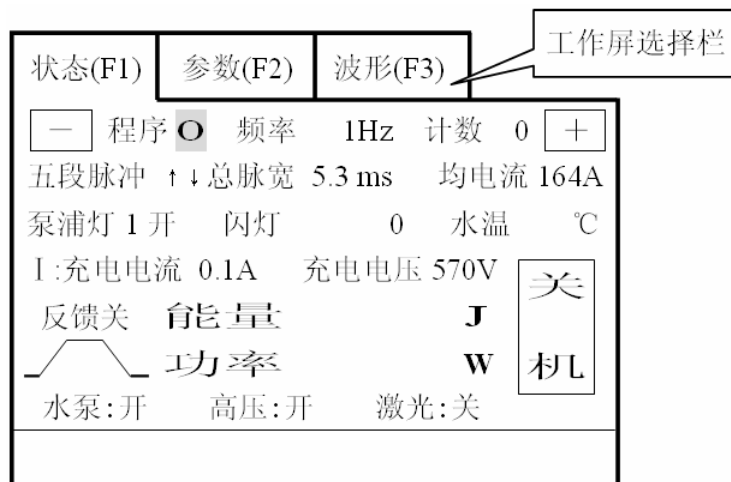 工作屏选择栏
状态(F1) 参数(F2) 波形(F3)
－ 程序 O 频率 1Hz 计数 0 ＋
五段脉冲 ↑↓总脉宽 5.3 ms 均电流 164A
泵浦灯 1 开 闪灯 0 水温 ℃
Ⅰ:充电电流 0.1A 充电电压 570V
关机
反馈关 能量 J
功率 W
水泵:开 高压:开 激光:关